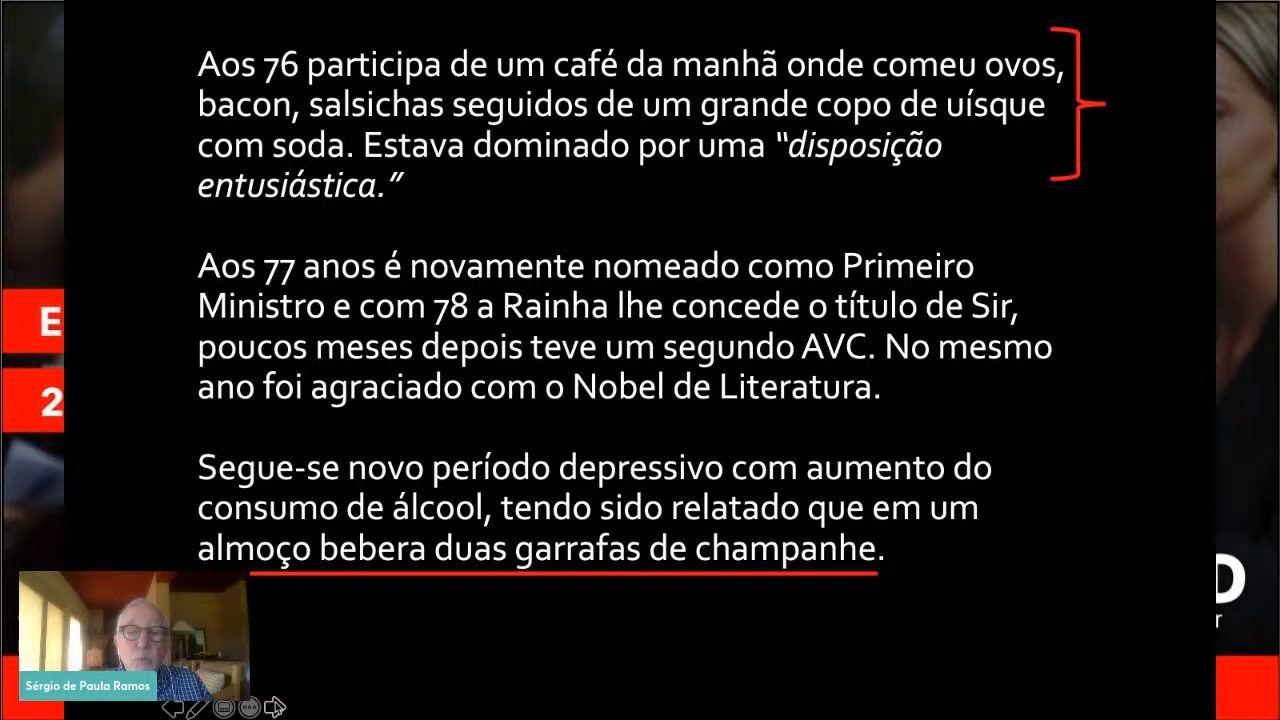 Aos 76 participa de um café da manhã onde comeu ovos,
bacon, salsichas seguidos de um grande copo de uísque
com soda. Estava dominado por uma “disposição
entusiástica.”
Aos 77 anos é novamente nomeado como Primeiro
Ministro e com 78 a Rainha lhe concede o título de Sir,
poucos meses depois teve um segundo AVC. No mesmo
ano foi agraciado com o Nobel de Literatura.
Segue-se novo período depressivo com aumento do
consumo de álcool, tendo sido relatado que em um
almoço bebera duas garrafas de champanhe.
E
2
D
r
Sérgio de Paula Ramos